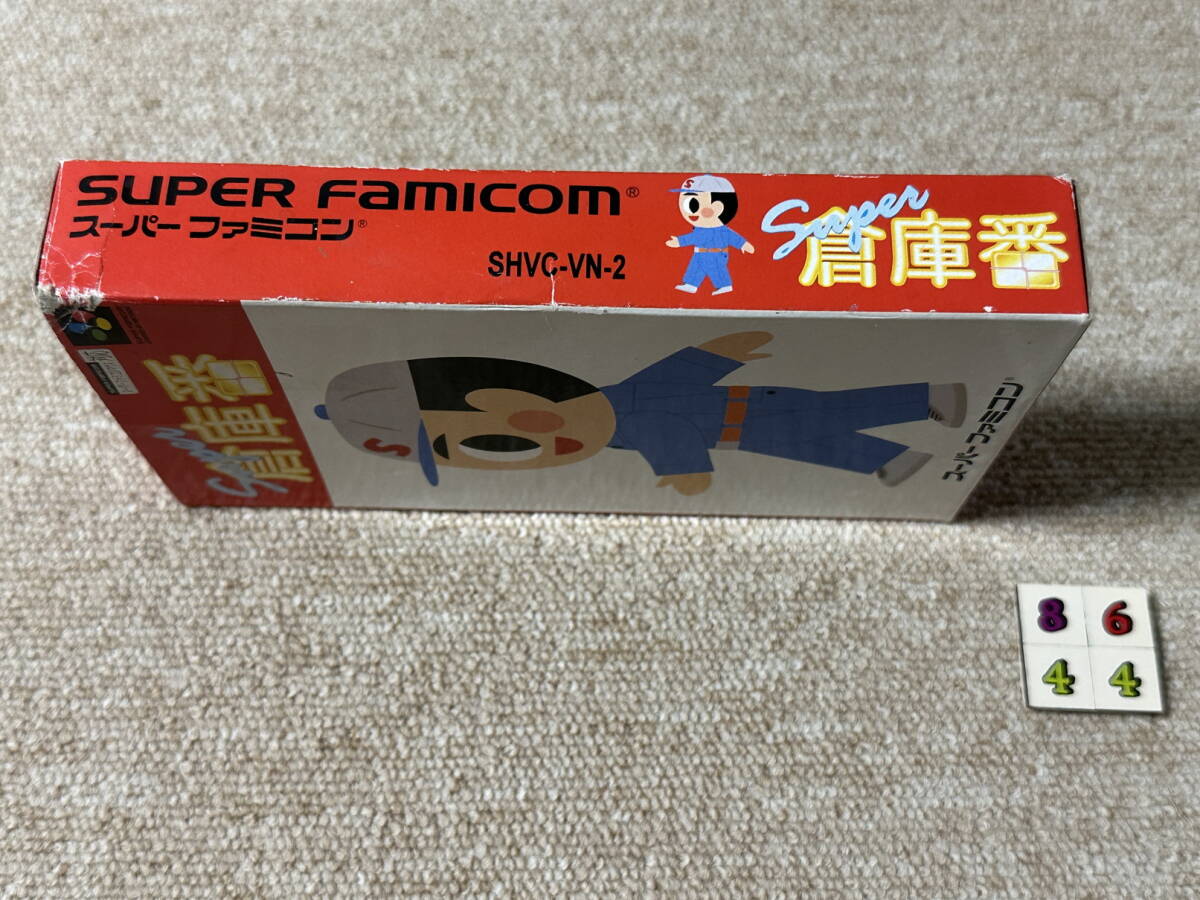 SUPER FAMICOM®
スーパーファミコン®
SHVC-VN-2
S
Super
倉庫番
Super
倉庫番
S
スーパーファミコン®
8 6
4 4